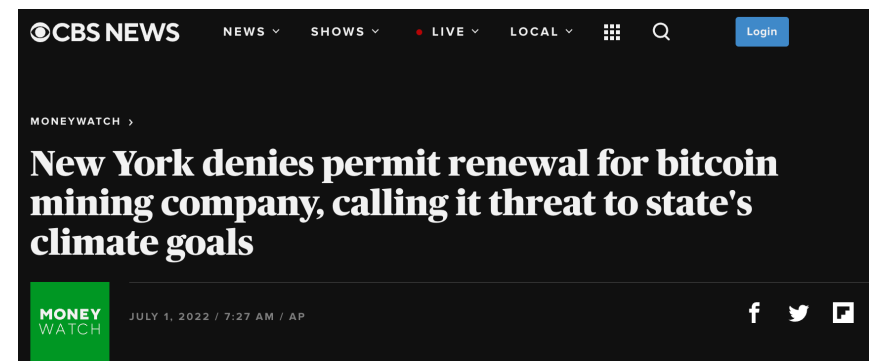 CBS NEWS
NEWS
SHOWS
LIVE
LOCAL
Login
MONEYWATCH
New York denies permit renewal for bitcoin
mining company, calling it threat to state's
climate goals
MONEY
WATCH
JULY 1, 2022 / 7:27 AM / AP